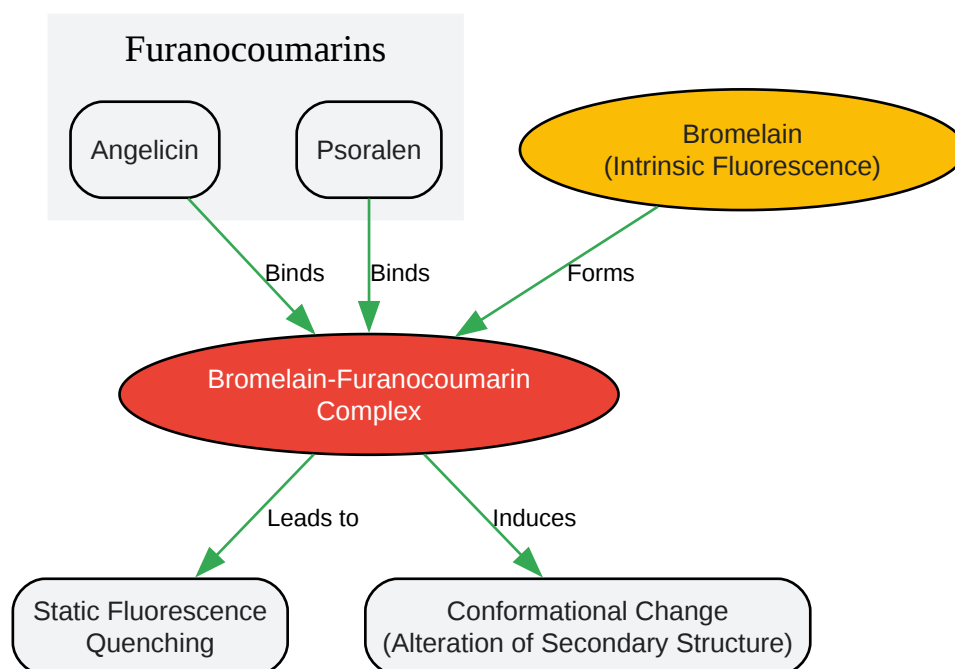 Furanocoumarins
Angelicin
Psoralen
Bromelain
(Intrinsic Fluorescence)
Binds
Binds
Forms
Bromelain-Furanocoumarin
Complex
Leads to
Induces
Static Fluorescence
Quenching
Conformational Change
(Alteration of Secondary Structure)